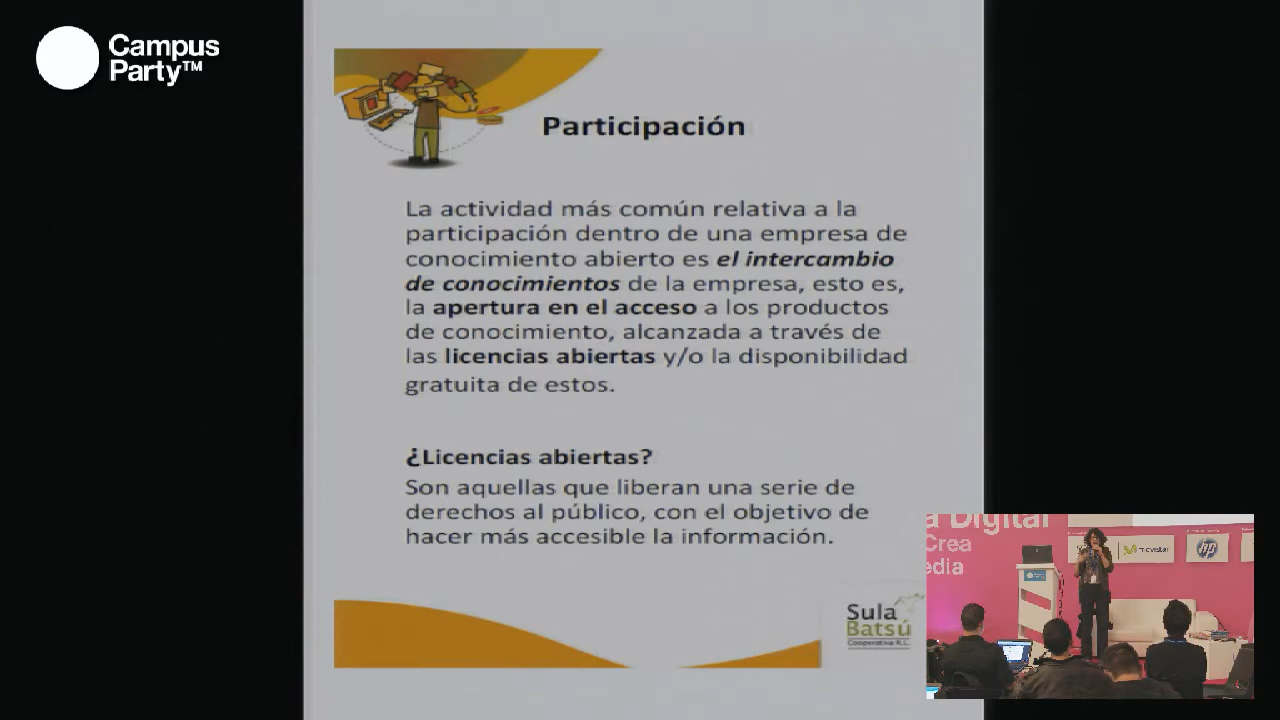 Campus
Party™
Participación
La actividad más común relativa a la
participación dentro de una empresa de
conocimiento abierto es el intercambio
de conocimientos de la empresa, esto es,
la apertura en el acceso a los productos
de conocimiento, alcanzada a través de
las licencias abiertas y/o la disponibilidad
gratuita de estos.
¿Licencias abiertas?
Son aquellas que liberan una serie de
derechos al público, con el objetivo de
hacer más accesible la información.
Sula
Batsú
Cooperativa R.L.
a Digital
Crea
edia
movistar
hp